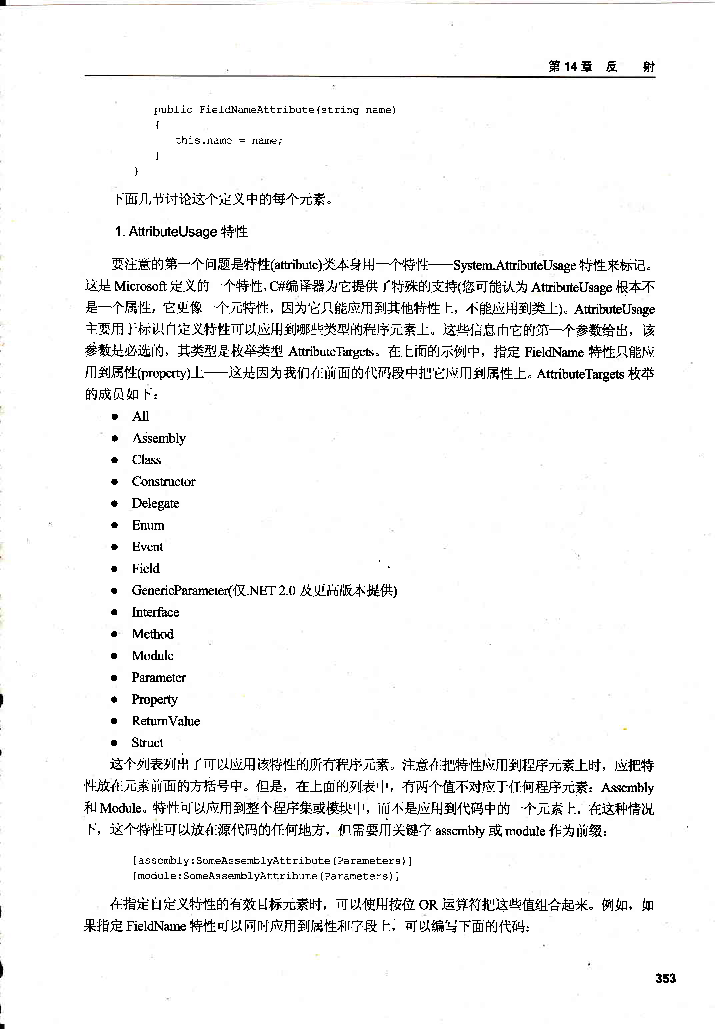 第 14 章 反 射
public FieldNameAttribute(string name)
{
this.name = name;
}
}
下面几节讨论这个定义中的每个元素。
1. AttributeUsage 特性
要注意的第一个问题是特性(attribute)类本身用一个特性——System.AttributeUsage 特性来标记。
这是 Microsoft 定义的一个特性，C#编译器为它提供了特殊的支持(您可能认为 AttributeUsage 根本不
是一个属性，它更像一个元特性，因为它只能应用到其他特性上，不能应用到类上)。AttributeUsage
主要用于标识自定义特性可以应用到哪些类型的程序元素上。这些信息由它的第一个参数给出，该
参数是必选的，其类型是枚举类型 AttributeTargets。在上面的示例中，指定 FieldName 特性只能应
用到属性(property)上——这是因为我们在前面的代码段中把它应用到属性上。AttributeTargets 枚举
的成员如下：
● All
● Assembly
● Class
● Constructor
● Delegate
● Enum
● Event
● Field
● GenericParameter(仅.NET 2.0 及更高版本提供)
● Interface
● Method
● Module
● Parameter
● Property
● ReturnValue
● Struct
这个列表列出了可以应用该特性的所有程序元素。注意在把特性应用到程序元素上时，应把特
性放在元素前面的方括号中。但是，在上面的列表中，有两个值不对应于任何程序元素：Assembly
和 Module。特性可以应用到整个程序集或模块中，而不是应用到代码中的一个元素上，在这种情况
下，这个特性可以放在源代码的任何地方，但需要用关键字 assembly 或 module 作为前缀：
[assembly:SomeAssemblyAttribute(Parameters)]
[module:SomeAssemblyAttribute(Parameters)]
在指定自定义特性的有效目标元素时，可以使用按位 OR 运算符把这些值组合起来。例如，如
果指定 FieldName 特性可以同时应用到属性和字段上，可以编写下面的代码：
353